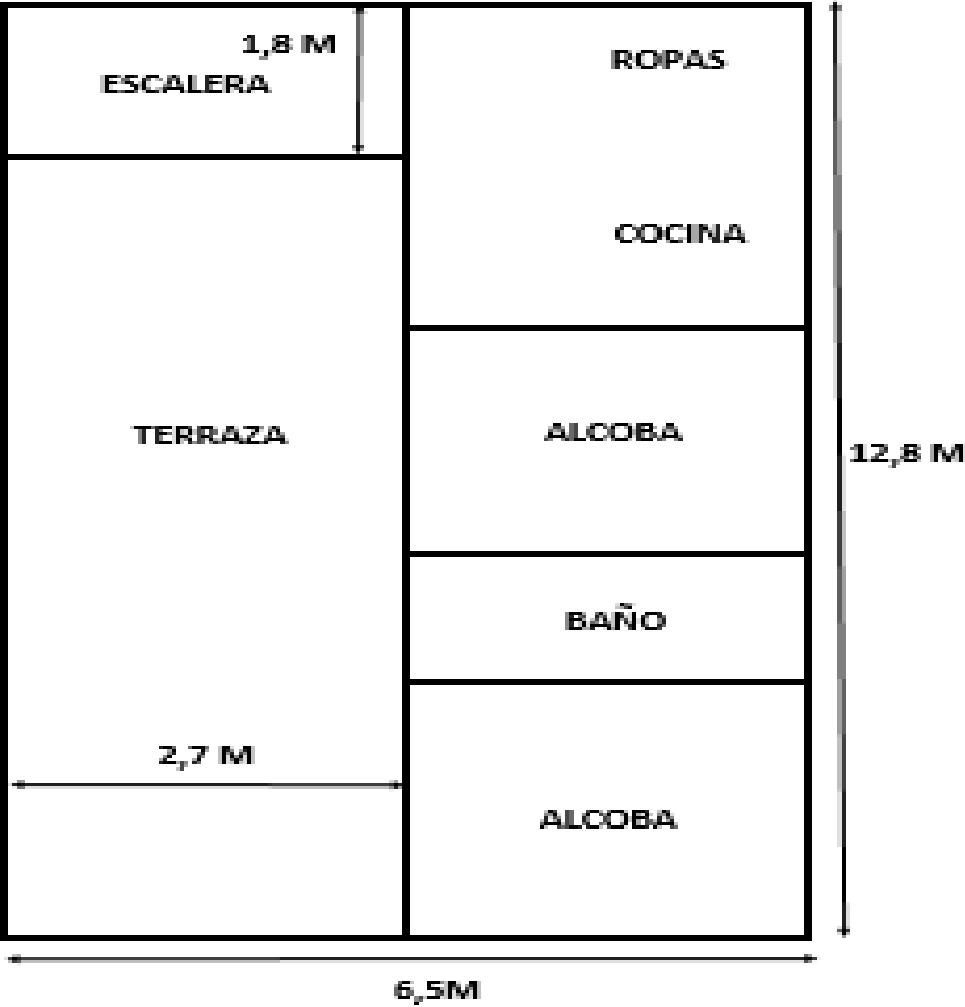 1,8 M
ESCALERA
ROPAS
COCINA
TERRAZA
ALCOBA
12,8 M
BAÑO
2,7 M
ALCOBA
6,5M